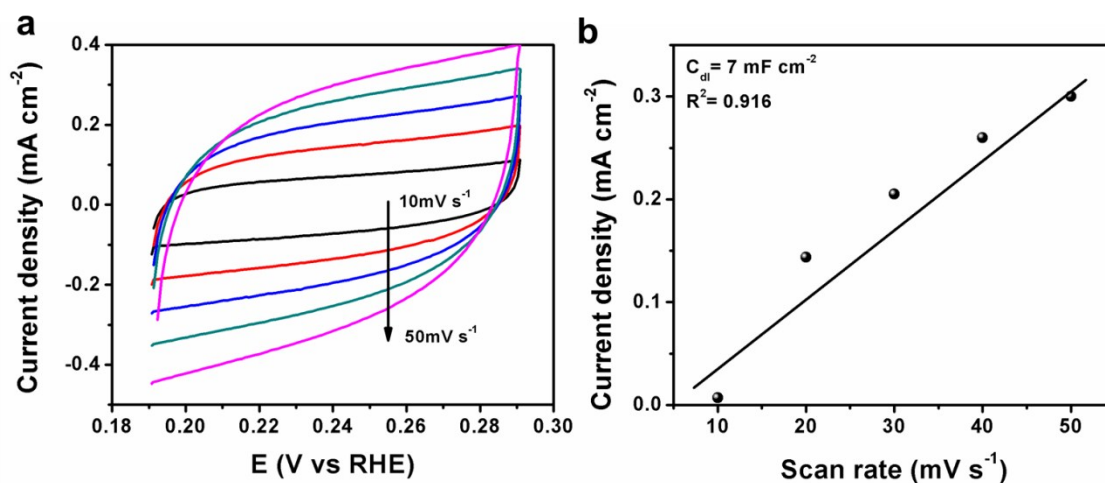 a
Current density (mA cm-2)
0.4
0.2
0.0
-0.2
-0.4
10mV s-1
50mV s-1
0.18 0.20 0.22 0.24 0.26 0.28 0.30
E (V vs RHE)
b
Current density (mA cm-2)
Cdl= 7 mF cm-2
R2= 0.916
0.3
0.2
0.1
0.0
10 20 30 40 50
Scan rate (mV s-1)